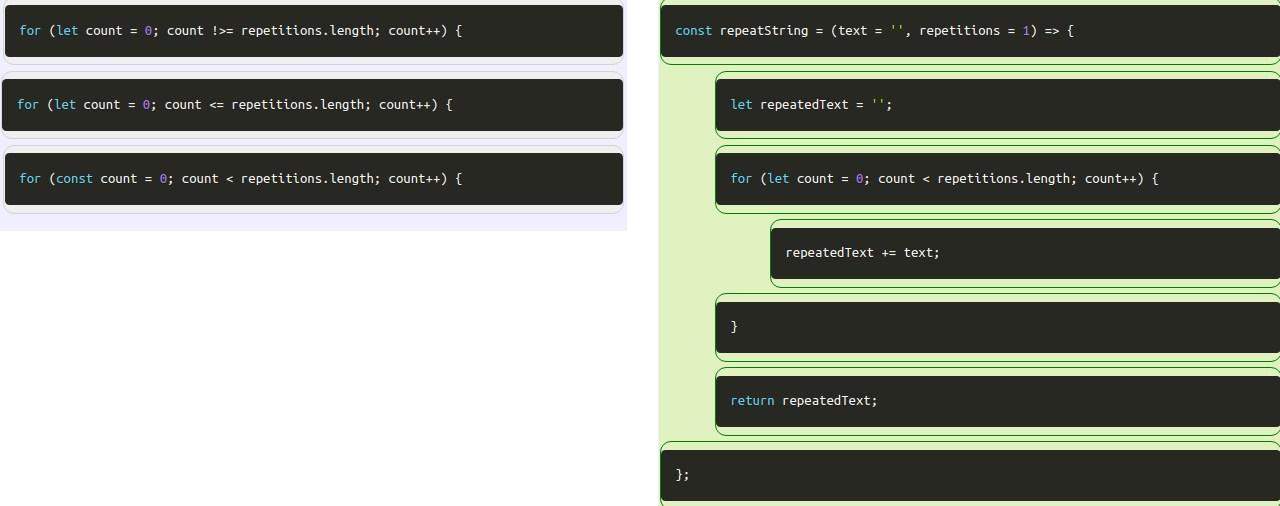 for (let count = 0; count !>= repetitions.length; count++) {
for (let count = 0; count <= repetitions.length; count++) {
for (const count = 0; count < repetitions.length; count++) {
const repeatString = (text = '', repetitions = 1) => {
let repeatedText = '';
for (let count = 0; count < repetitions.length; count++) {
repeatedText += text;
}
return repeatedText;
};